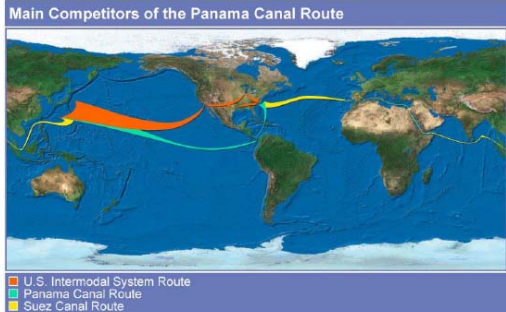 Main Competitors of the Panama Canal Route
U.S. Intermodal System Route
Panama Canal Route
Suez Canal Route